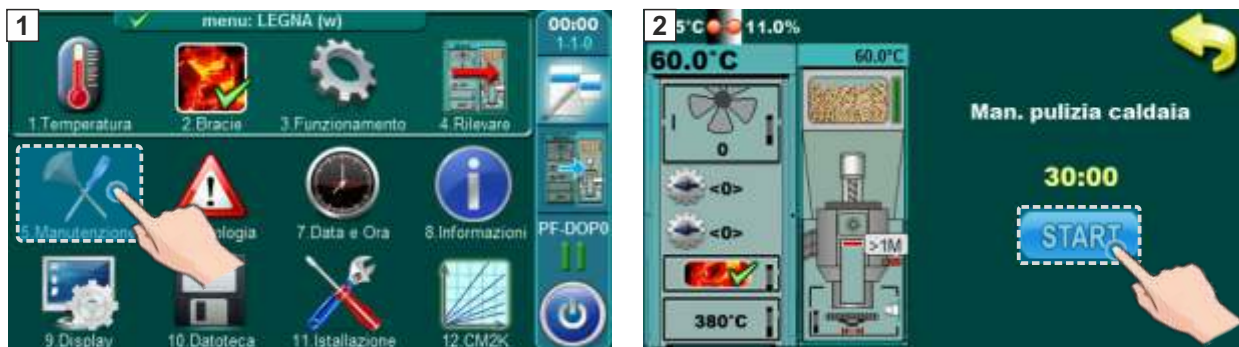 1
menu: LEGNA (w)
00:00
1-1-0
1.Temperatura
2.Bracie
3.Funzionamento
4.Rilevare
5.Manutenzione
ologia
7.Data e Ora
8.Informazioni
PF-DOP0
9.Display
10.Datoteca
11.Istallazione
12.CM2K
2
5°C
11.0%
60.0°C
60.0°C
I
0
<0>
<0>
>1M
380°C
Man. pulizia caldaia
30:00
START